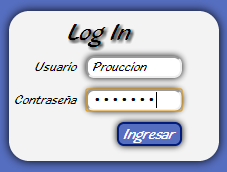 Log In
Usuario Prouccion
Contraseña •••••••
Ingresar